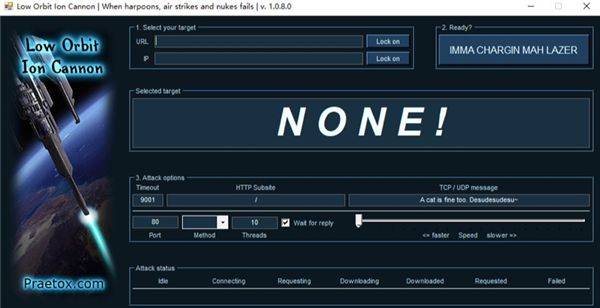 Low Orbit Ion Cannon | When harpoons, air strikes and nukes fails | v. 1.0.8.0
Low Orbit
Ion Cannon
1. Select your target
URL
Lock on
IP
Lock on
2. Ready?
IMMA CHARGIN MAH LAZER
Selected target
NONE!
3. Attack options
Timeout
HTTP Subsite
TCP / UDP message
9001
/
A cat is fine too. Desudesudesu~
80
10
Wait for reply
Port
Method
Threads
<= faster
Speed
slower =>
Attack status
Idle
Connecting
Requesting
Downloading
Downloaded
Requested
Failed
Praetox.com